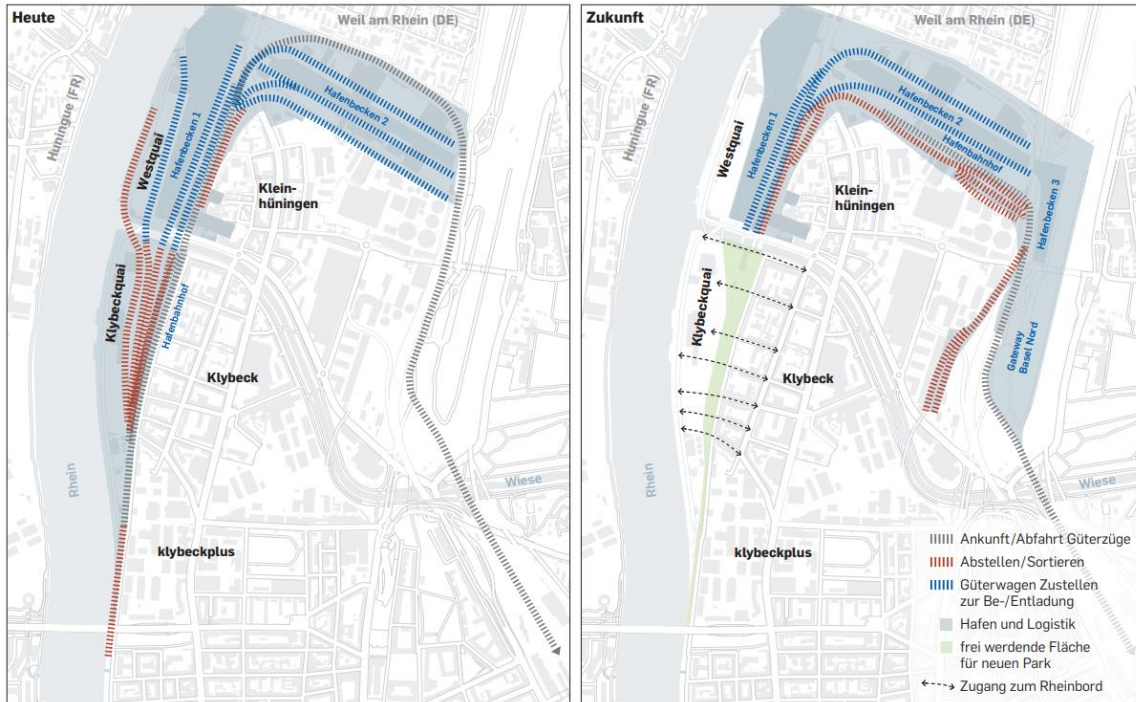 Heute
Weil am Rhein (DE)
Huningue (FR)
Westquai
Hafenbecken 1
Hafenbecken 2
Klein-
hüningen
Klybeckquai
Hafenbahnhof
Klybeck
Rhein
Wiese
klybeckplus
Zukunft
Weil am Rhein (DE)
Huningue (FR)
Westquai
Hafenbecken 1
Hafenbecken 2
Hafenbahnhof
Klein-
hüningen
Hafenbecken 3
Klybeckquai
Gateway
Basel Nord
Klybeck
Rhein
Wiese
klybeckplus
Ankunft/Abfahrt Güterzüge
Abstellen/Sortieren
Güterwagen Zustellen
zur Be-/Entladung
Hafen und Logistik
frei werdende Fläche
für neuen Park
Zugang zum Rheinbord